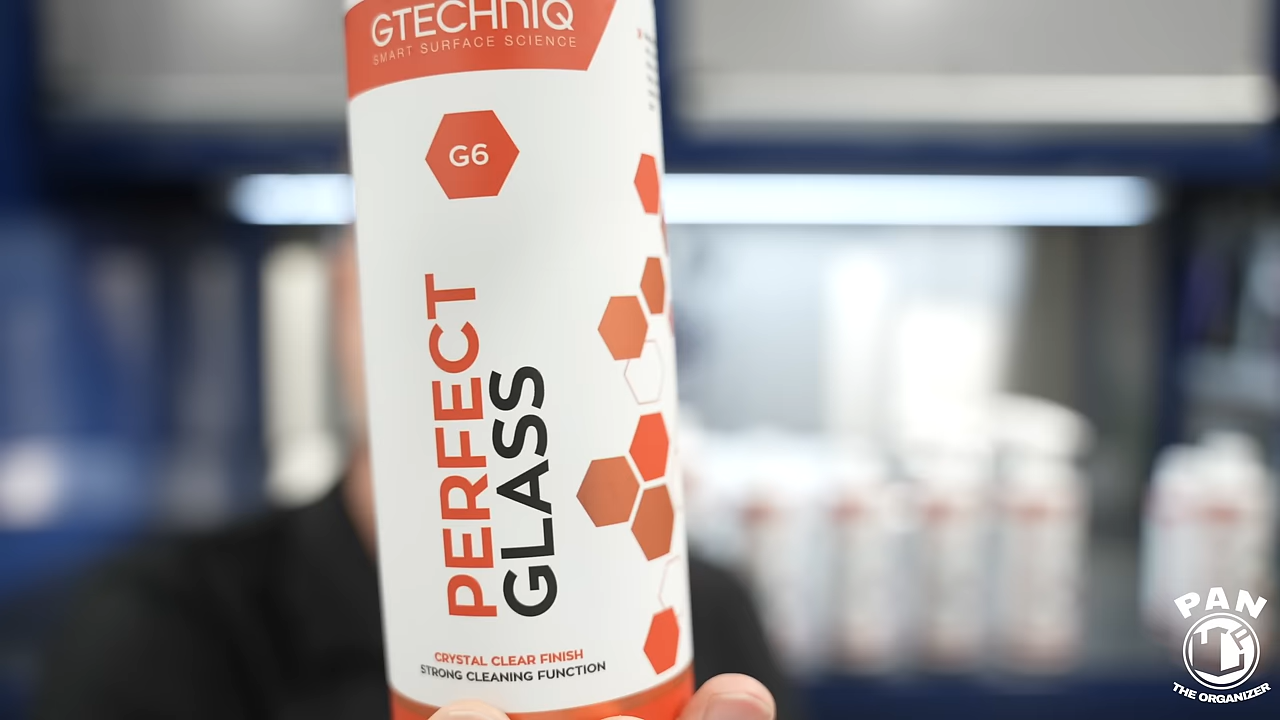 GTECHNIQ
SMART SURFACE SCIENCE
G6
PERFECT
GLASS
CRYSTAL CLEAR FINISH
STRONG CLEANING FUNCTION
PAN
THE ORGANIZER